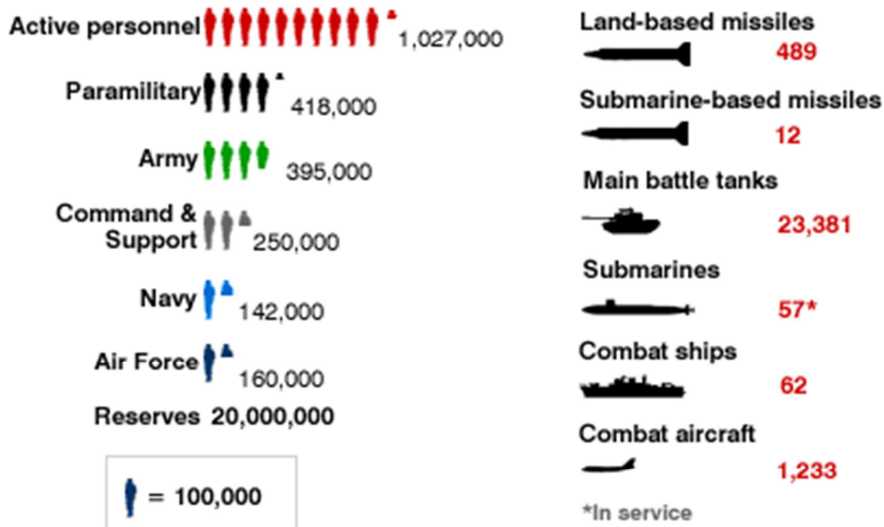 Active personnel 1,027,000
Paramilitary 418,000
Army 395,000
Command &
Support 250,000
Navy 142,000
Air Force 160,000
Reserves 20,000,000
= 100,000
Land-based missiles
489
Submarine-based missiles
12
Main battle tanks
23,381
Submarines
57*
Combat ships
62
Combat aircraft
1,233
*In service